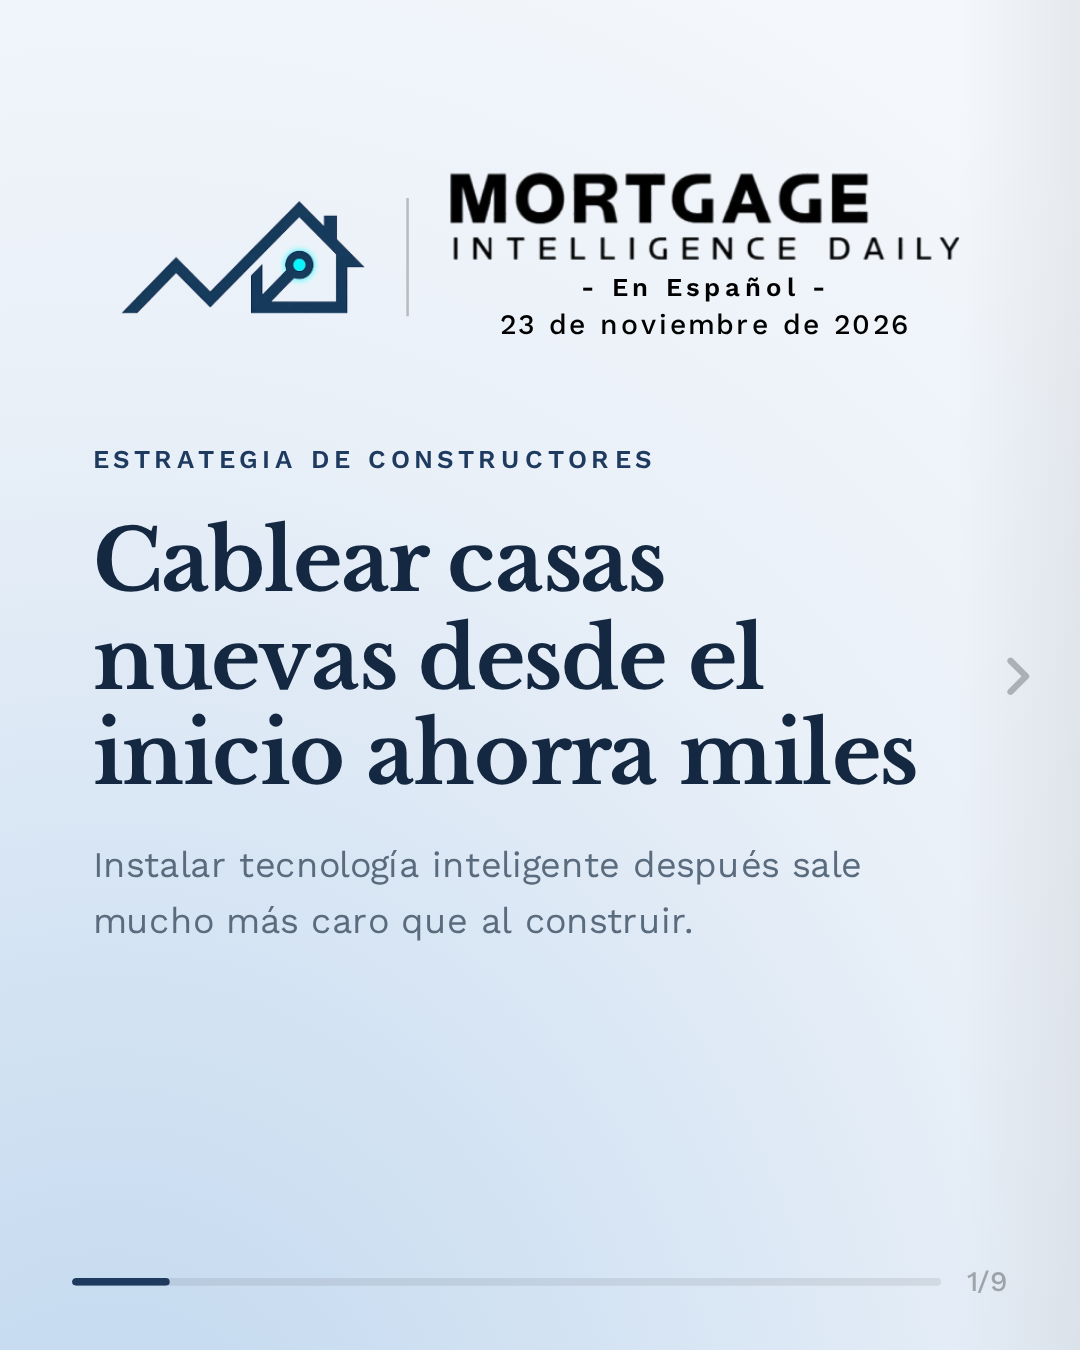 MORTGAGE
INTELLIGENCE DAILY
- En Español -
23 de noviembre de 2026
ESTRATEGIA DE CONSTRUCTORES
Cablear casas
nuevas desde el
inicio ahorra miles
Instalar tecnología inteligente después sale
mucho más caro que al construir.
1/9